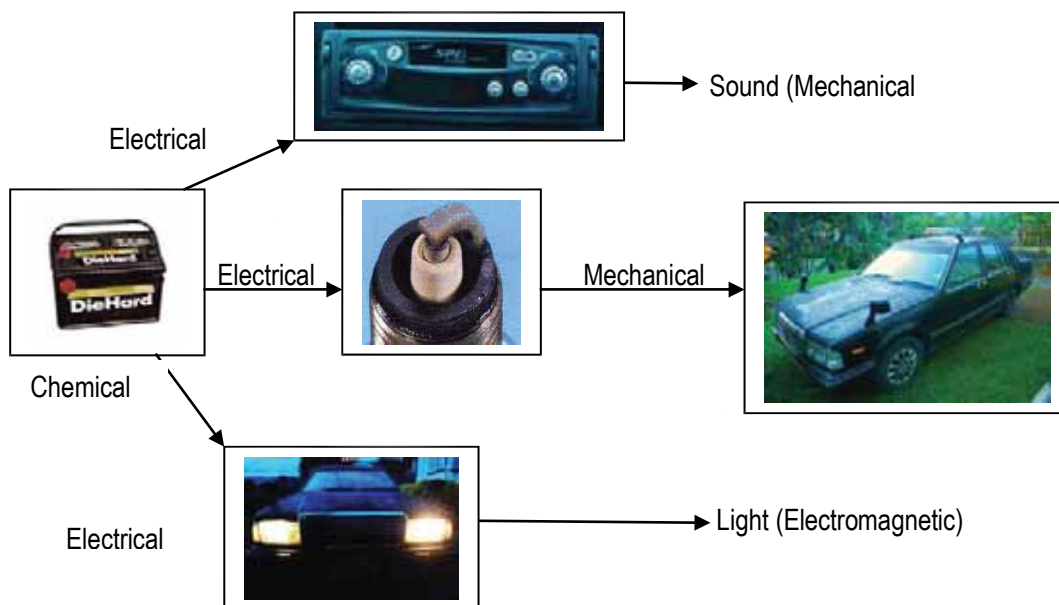 Sound (Mechanical
Electrical
DieHard
DieHard
Electrical
Mechanical
Chemical
Electrical
Light (Electromagnetic)